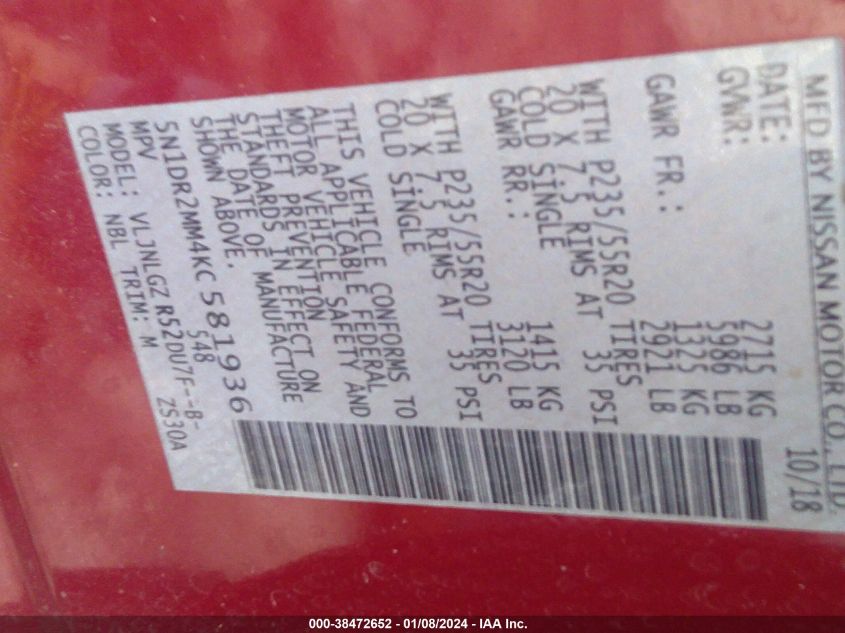 MFD BY NISSAN MOTOR CO., LTD.
DATE: 10/18
GVWR: 2715 KG
5986 LB
GAWR FR.: 1325 KG
2921 LB
WITH P235/55R20 TIRES
20 X 7.5 RIMS AT 35 PSI
COLD SINGLE
GAWR RR.: 1415 KG
3120 LB
WITH P235/55R20 TIRES
20 X 7.5 RIMS AT 35 PSI
COLD SINGLE
THIS VEHICLE CONFORMS TO
ALL APPLICABLE FEDERAL
MOTOR VEHICLE SAFETY AND
THEFT PREVENTION
STANDARDS IN EFFECT ON
THE DATE OF MANUFACTURE
SHOWN ABOVE.
5N1DR2MM4KC581936
MPV 548
MODEL: VLJNLGZ R52DU7F--B-
COLOR: NBL TRIM: M ZS30A
000-38472652 - 01/08/2024 - IAA Inc.